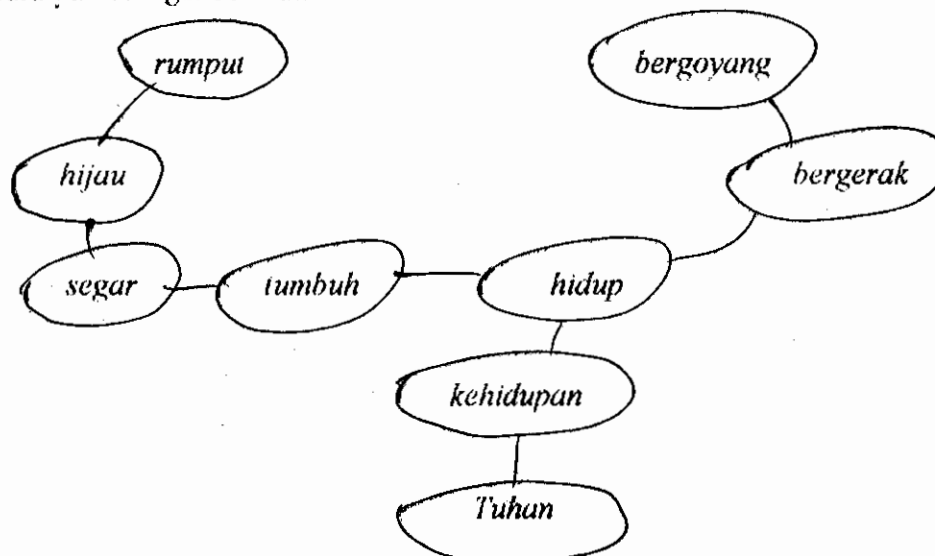 rumput
bergoyang
hijau
bergerak
segar
tumbuh
hidup
kehidupan
Tuhan